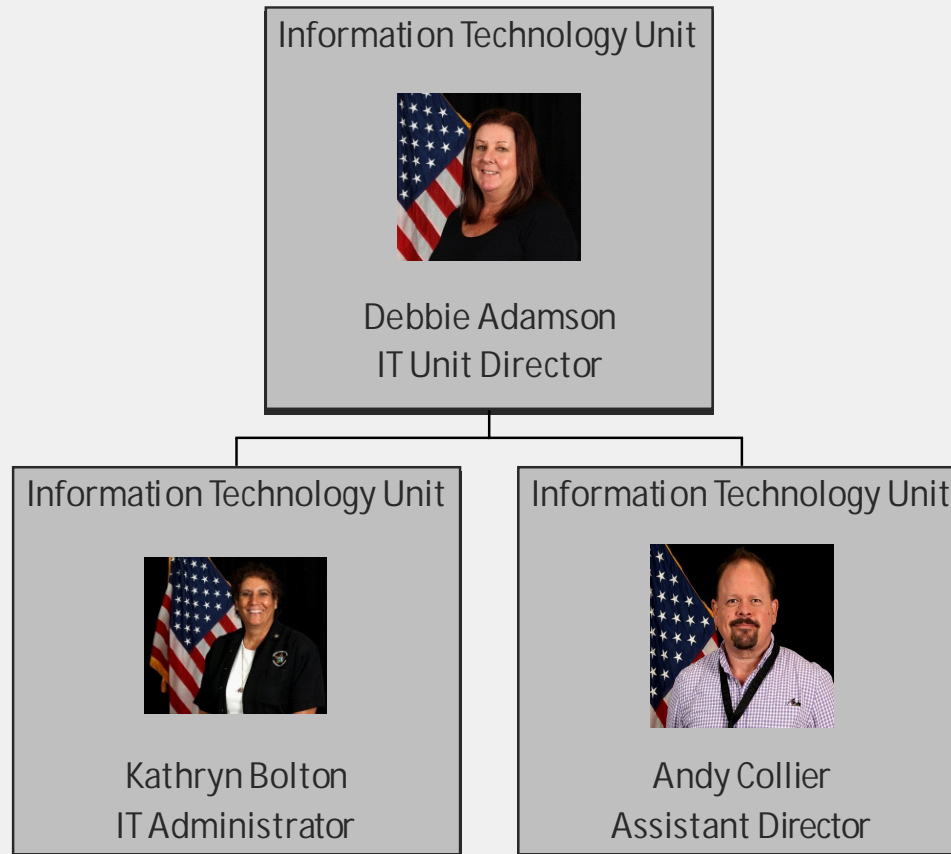 Information Technology Unit
Debbie Adamson
IT Unit Director
Information Technology Unit
Kathryn Bolton
IT Administrator
Information Technology Unit
Andy Collier
Assistant Director